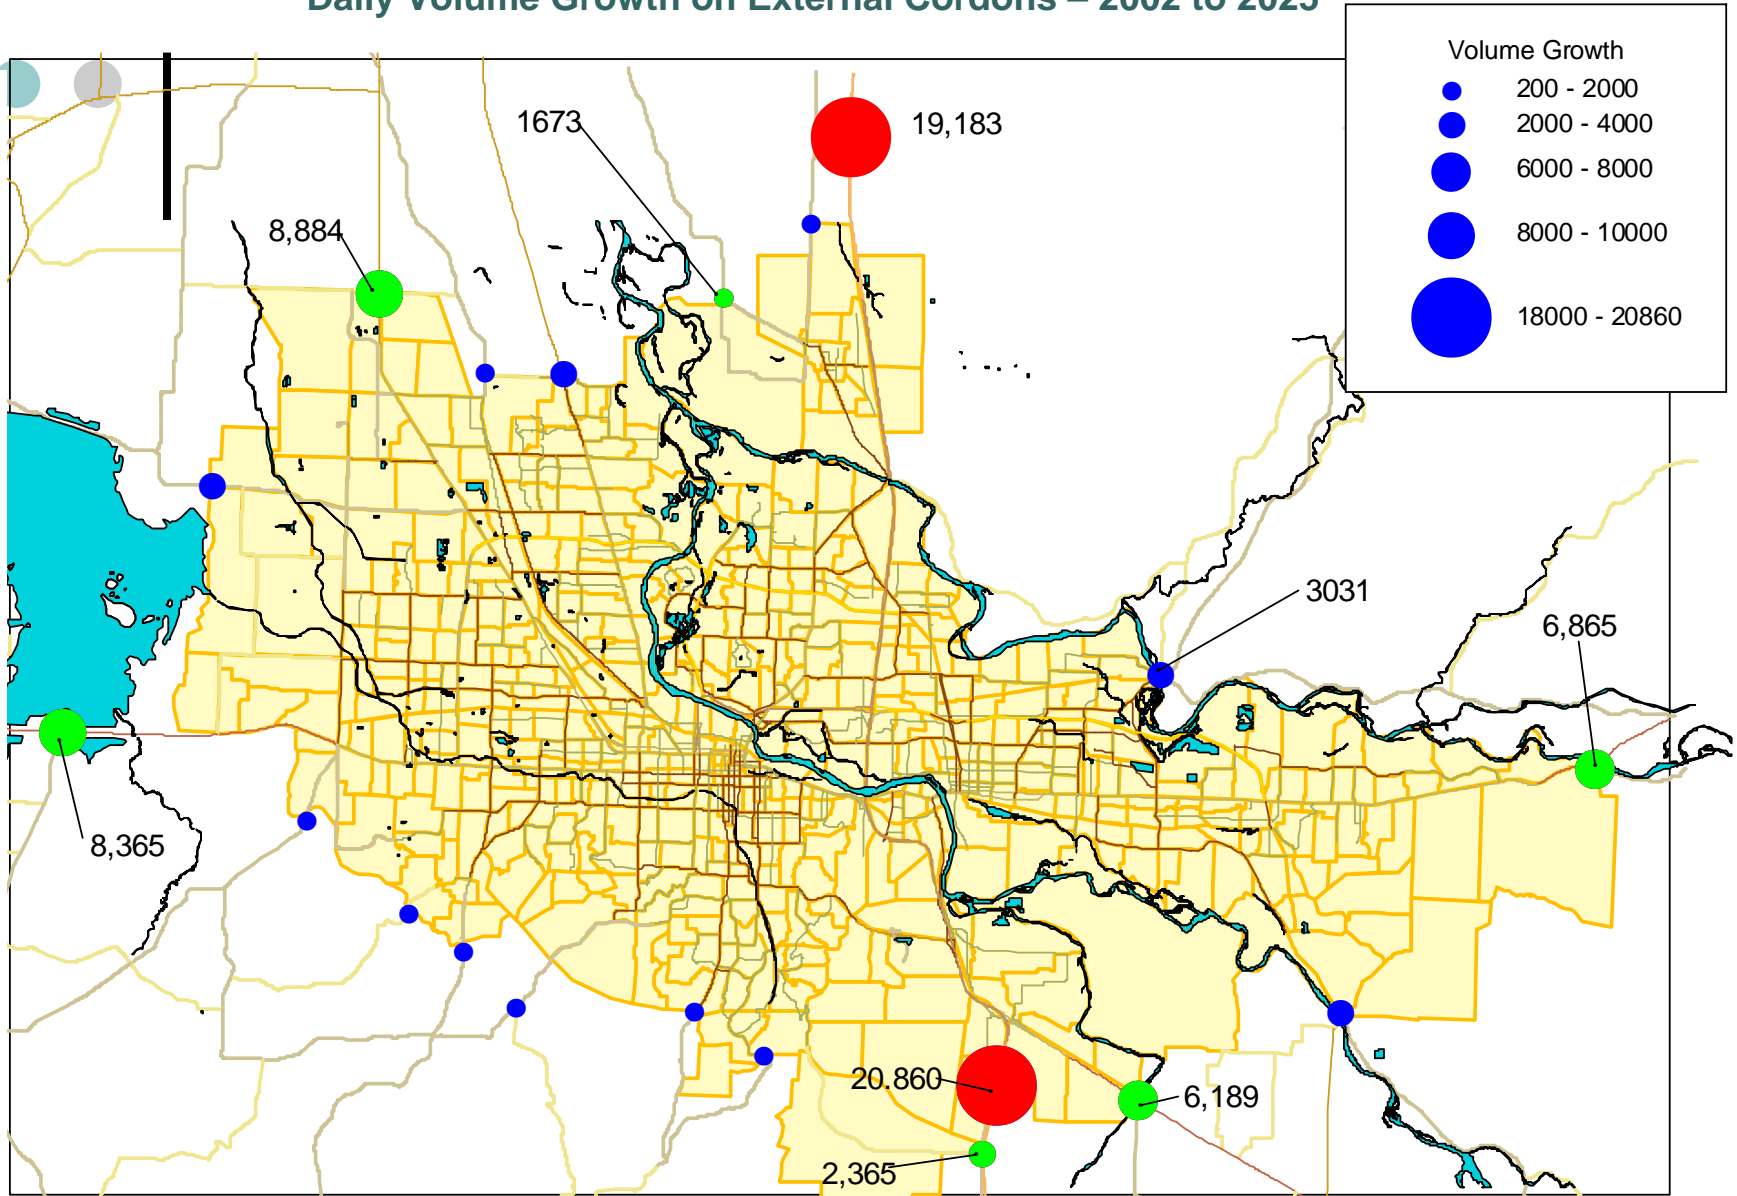 Daily Volume Growth on External Cordons – 2002 to 2025
Volume Growth
200 - 2000
2000 - 4000
6000 - 8000
8000 - 10000
18000 - 20860
1673
19,183
8,884
3031
6,865
8,365
20.860
6,189
2,365